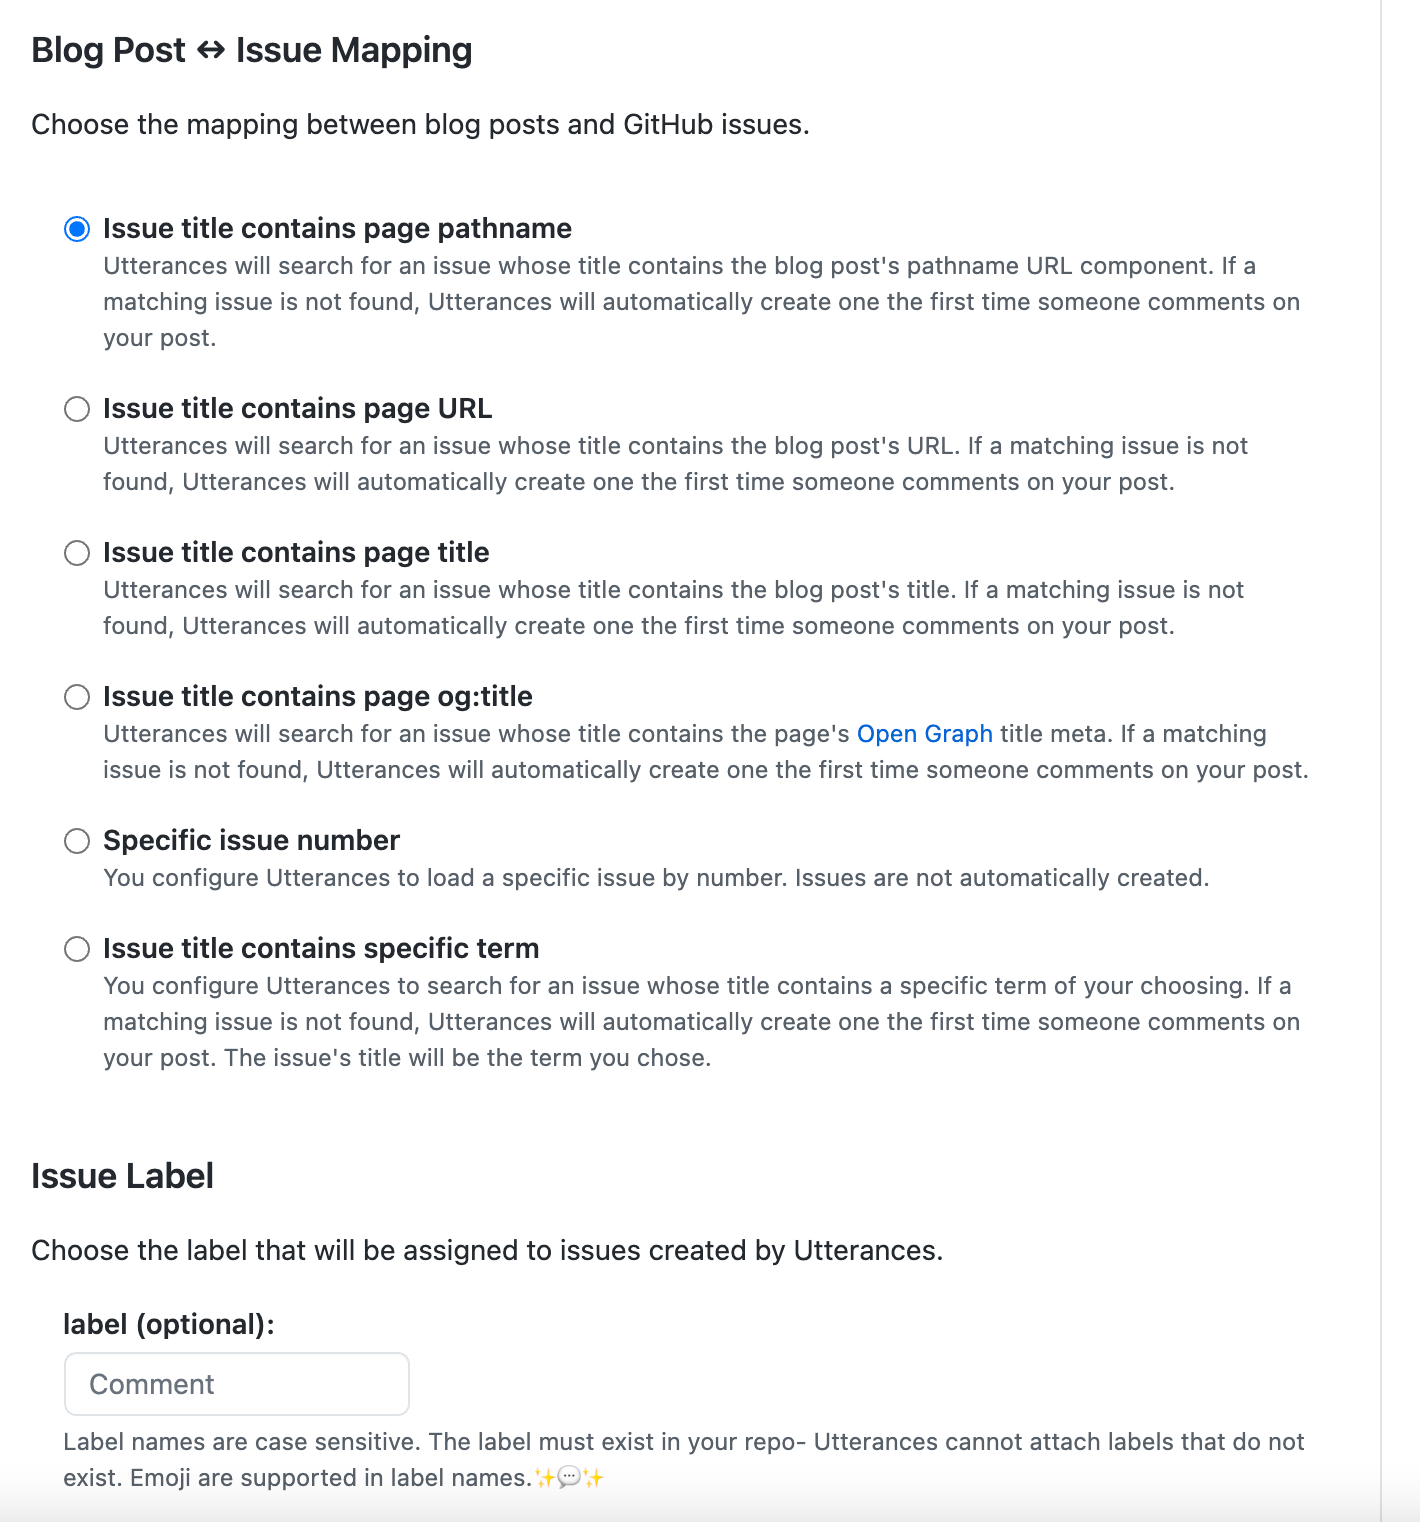 Blog Post ↔ Issue Mapping
Choose the mapping between blog posts and GitHub issues.
Issue title contains page pathname
Utterances will search for an issue whose title contains the blog post's pathname URL component. If a
matching issue is not found, Utterances will automatically create one the first time someone comments on
your post.
Issue title contains page URL
Utterances will search for an issue whose title contains the blog post's URL. If a matching issue is not
found, Utterances will automatically create one the first time someone comments on your post.
Issue title contains page title
Utterances will search for an issue whose title contains the blog post's title. If a matching issue is not
found, Utterances will automatically create one the first time someone comments on your post.
Issue title contains page og:title
Utterances will search for an issue whose title contains the page's Open Graph title meta. If a matching
issue is not found, Utterances will automatically create one the first time someone comments on your post.
Specific issue number
You configure Utterances to load a specific issue by number. Issues are not automatically created.
Issue title contains specific term
You configure Utterances to search for an issue whose title contains a specific term of your choosing. If a
matching issue is not found, Utterances will automatically create one the first time someone comments on
your post. The issue's title will be the term you chose.
Issue Label
Choose the label that will be assigned to issues created by Utterances.
label (optional):
Comment
Label names are case sensitive. The label must exist in your repo- Utterances cannot attach labels that do not
exist. Emoji are supported in label names.✨💬✨